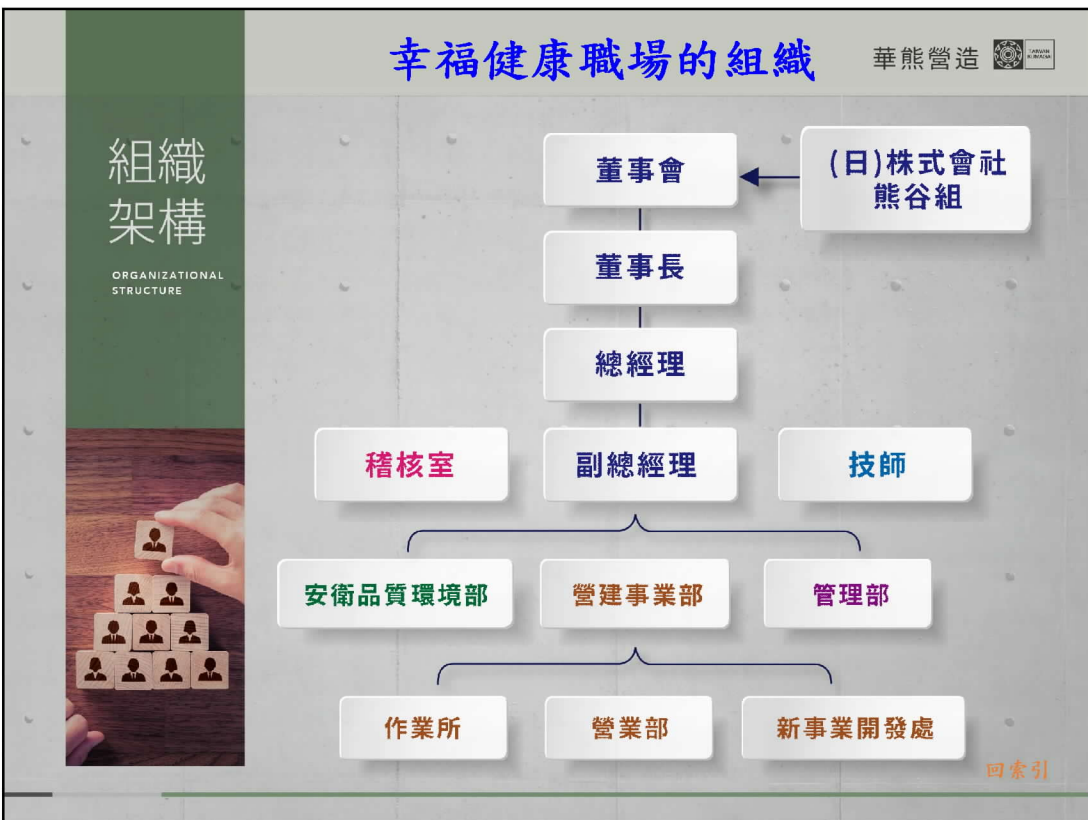 幸福健康職場的組織
華熊營造
TAIWAN
KUMAGAI
組織
架構
ORGANIZATIONAL
STRUCTURE
董事會
(日)株式會社
熊谷組
董事長
總經理
稽核室
副總經理
技師
安衛品質環境部
營建事業部
管理部
作業所
營業部
新事業開發處
回索引